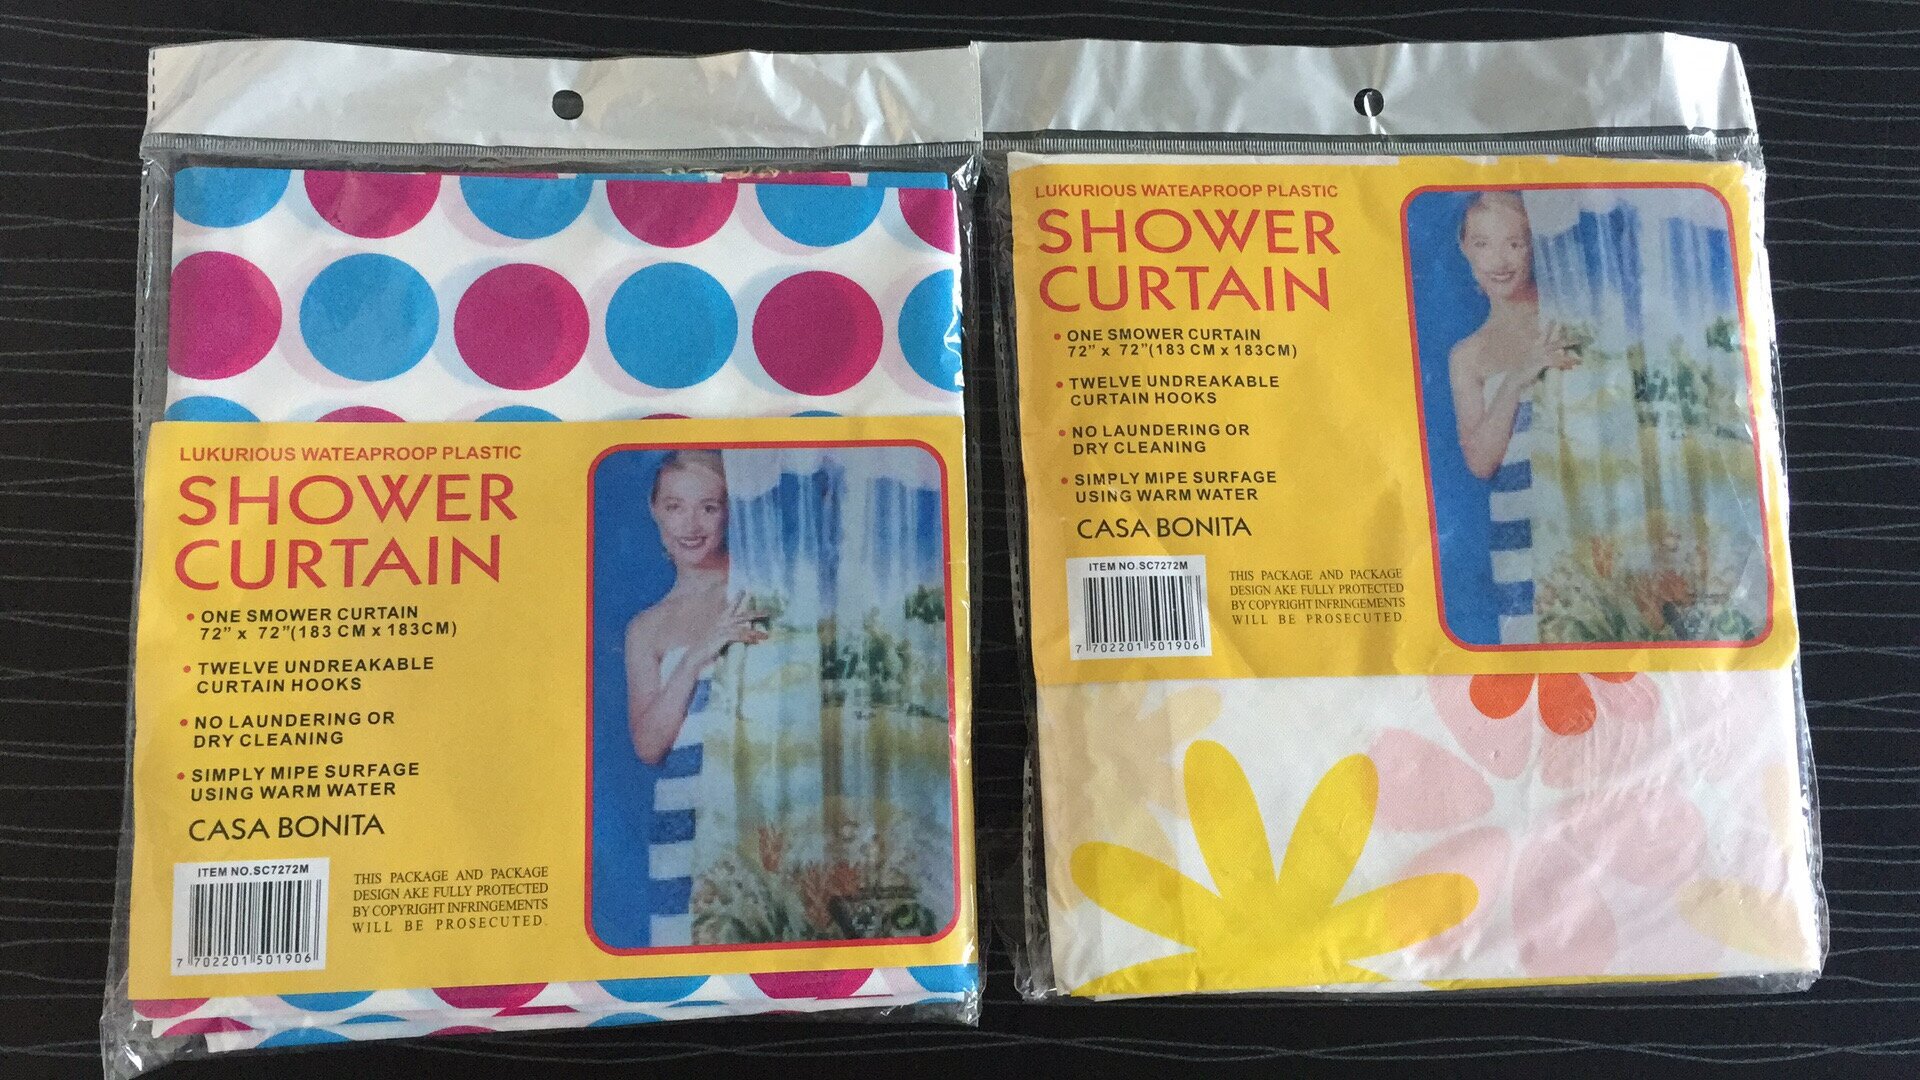 LUKURIOUS WATEAPROOP PLASTIC
SHOWER
CURTAIN
• ONE SMOWER CURTAIN
72" x 72"(183 CM x 183CM)
• TWELVE UNDREAKABLE
CURTAIN HOOKS
• NO LAUNDERING OR
DRY CLEANING
• SIMPLY MIPE SURFAGE
USING WARM WATER
CASA BONITA
ITEM NO.SC7272M
7 702201 501906
THIS PACKAGE AND PACKAGE
DESIGN AKE FULLY PROTECTED
BY COPYRIGHT INFRINGEMENTS
WILL BE PROSECUTED.
LUKURIOUS WATEAPROOP PLASTIC
SHOWER
CURTAIN
• ONE SMOWER CURTAIN
72" x 72"(183 CM x 183CM)
• TWELVE UNDREAKABLE
CURTAIN HOOKS
• NO LAUNDERING OR
DRY CLEANING
• SIMPLY MIPE SURFAGE
USING WARM WATER
CASA BONITA
ITEM NO.SC7272M
7 702201 501906
THIS PACKAGE AND PACKAGE
DESIGN AKE FULLY PROTECTED
BY COPYRIGHT INFRINGEMENTS
WILL BE PROSECUTED.